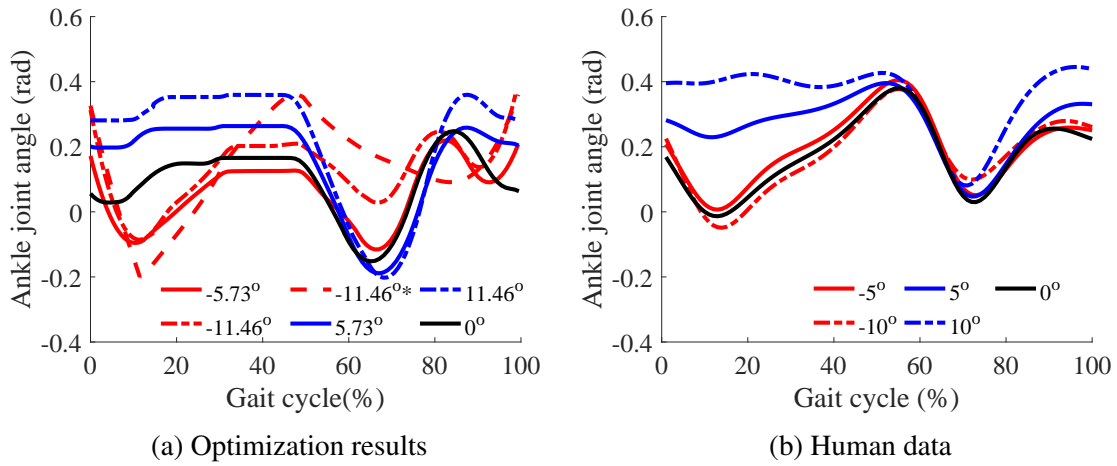 0.6
0.4
0.2
0
-0.2
-0.4
Ankle joint angle (rad)
-5.73° -11.46°* 11.46°
-11.46° 5.73° 0°
0 20 40 60 80 100
Gait cycle(%)
(a) Optimization results
0.6
0.4
0.2
0
-0.2
-0.4
Ankle joint angle (rad)
-5° 5° 0°
-10° 10°
0 20 40 60 80 100
Gait cycle (%)
(b) Human data